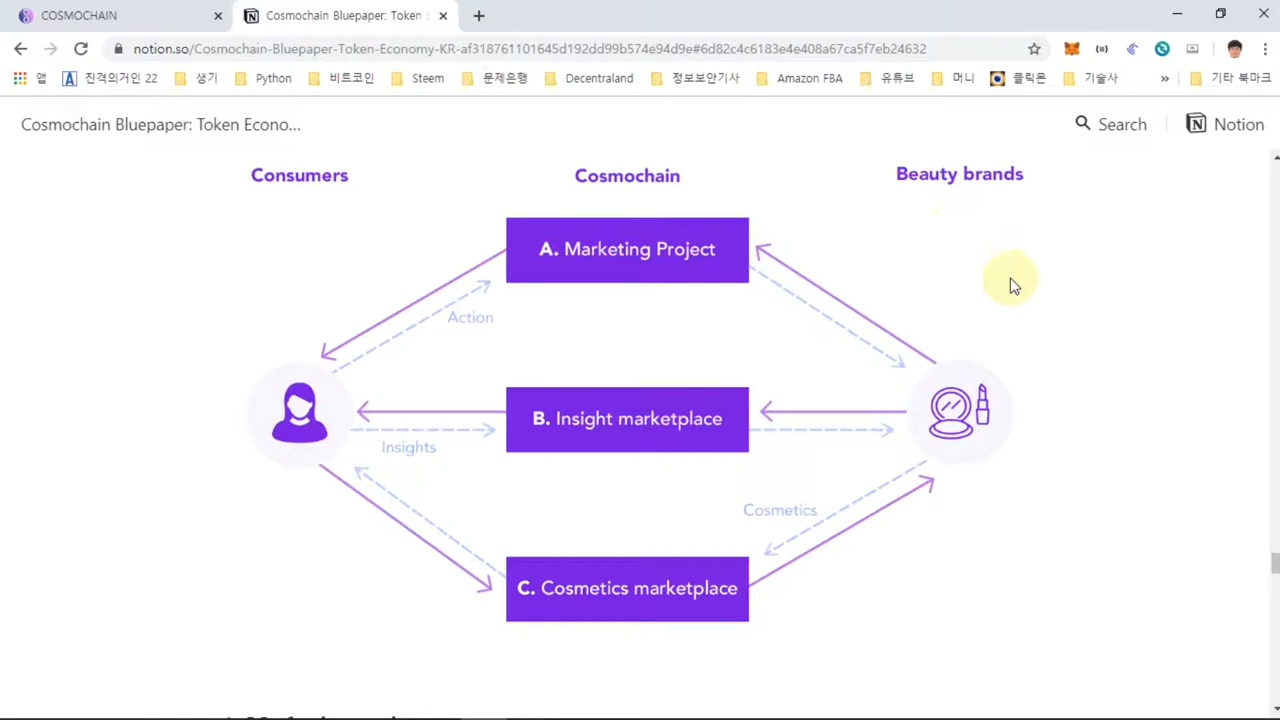 COSMOCHAIN
Cosmochain Bluepaper: Token
notion.so/Cosmochain-Bluepaper-Token-Economy-KR-af318761101645d192dd99b574e94d9e#6d82c4c6183e4e408a67ca5f7eb24632
앱 진격의거인 22 생기 Python 비트코인 Steem 문제은행 Decentraland 정보보안기사 Amazon FBA 유튜브 머니 클릭몬 기술사 » 기타 북마크
Cosmochain Bluepaper: Token Econo... Search Notion
Consumers Cosmochain Beauty brands
A. Marketing Project
Action
B. Insight marketplace
Insights
Cosmetics
C. Cosmetics marketplace